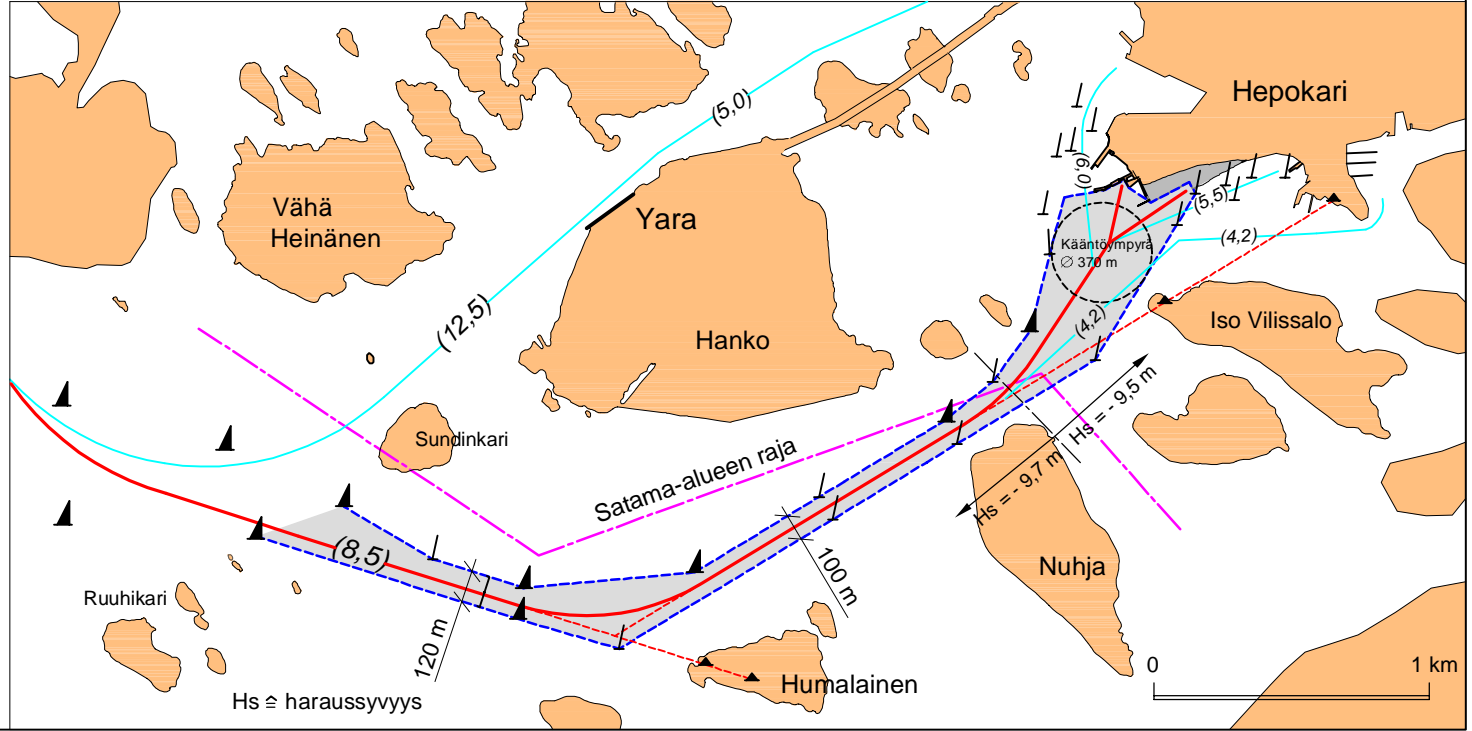 (5,0)
Hepokari
(6,0)
Vähä
Heinänen
Yara
(5,5)
(4,2)
Kääntöympyrä
∅ 370 m
(12,5)
(4,2)
Iso Vilissalo
Hanko
Hs = - 9,5 m
Sundinkari
Satama-alueen raja
Hs = - 9,7 m
(8,5)
Nuhja
100 m
Ruuhikari
120 m
0 1 km
Humalainen
Hs ≙ haraussyvyys